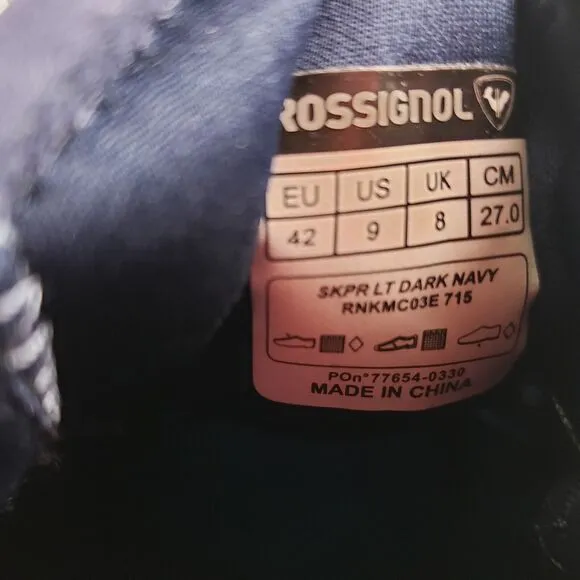 ROSSIGNOL
EU US UK CM
42 9 8 27.0
SKPR LT DARK NAVY
RNKMC03E 715
POn°77654-0330
MADE IN CHINA